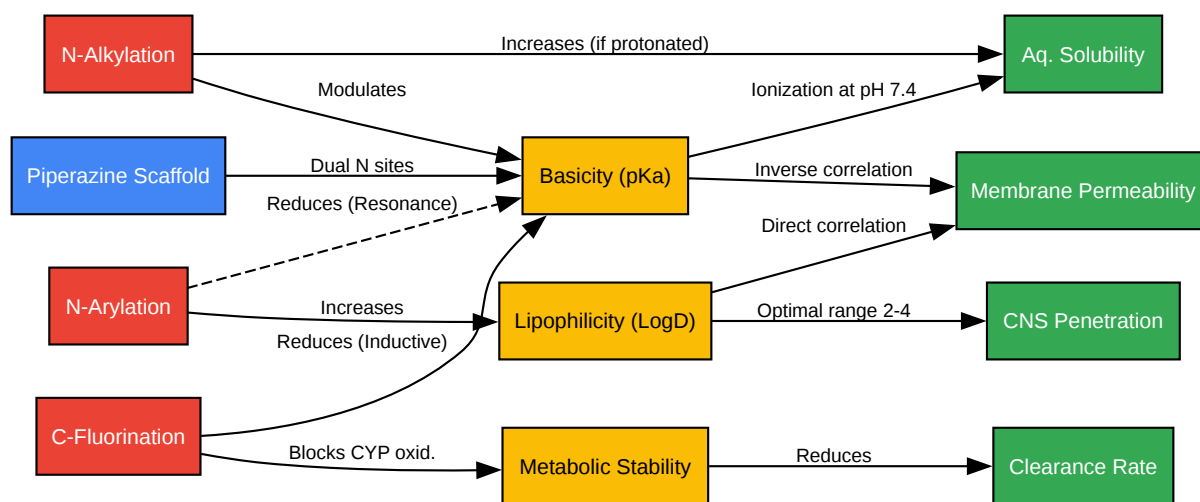 N-Alkylation
Increases (if protonated)
Aq. Solubility
Modulates
Ionization at pH 7.4
Piperazine Scaffold
Dual N sites
Basicity (pKa)
Inverse correlation
Membrane Permeability
Reduces (Resonance)
Direct correlation
N-Arylation
Increases
Lipophilicity (LogD)
Optimal range 2-4
CNS Penetration
Reduces (Inductive)
C-Fluorination
Blocks CYP oxid.
Metabolic Stability
Reduces
Clearance Rate